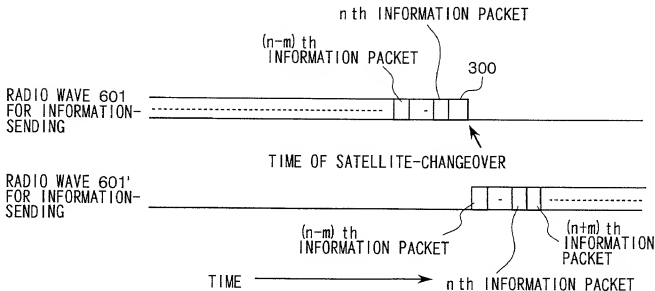 n th INFORMATION PACKET
(n-m) th
INFORMATION PACKET
300
RADIO WAVE 601
FOR INFORMATION-
SENDING
TIME OF SATELLITE-CHANGEOVER
RADIO WAVE 601'
FOR INFORMATION-
SENDING
(n-m) th
INFORMATION PACKET
(n+m) th
INFORMATION
PACKET
TIME
n th INFORMATION PACKET